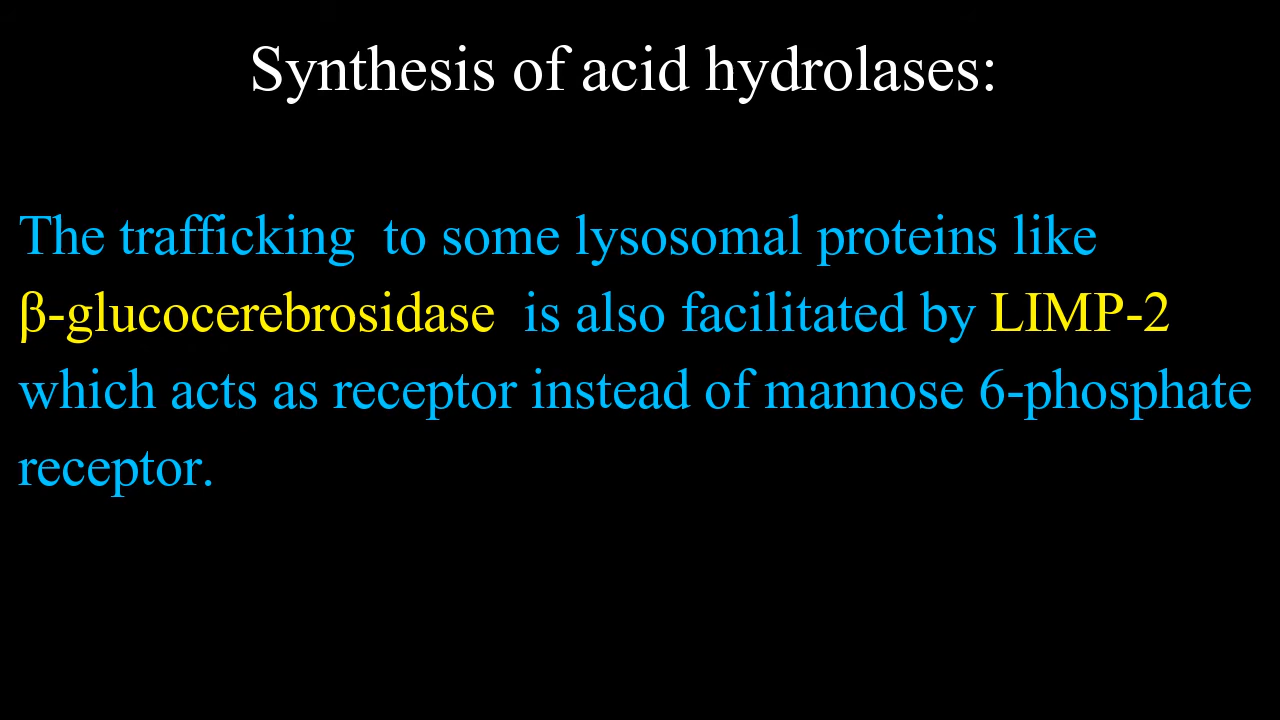 Synthesis of acid hydrolases:
The trafficking  to some lysosomal proteins like
β-glucocerebrosidase  is also facilitated by LIMP-2
which acts as receptor instead of mannose 6-phosphate
receptor.